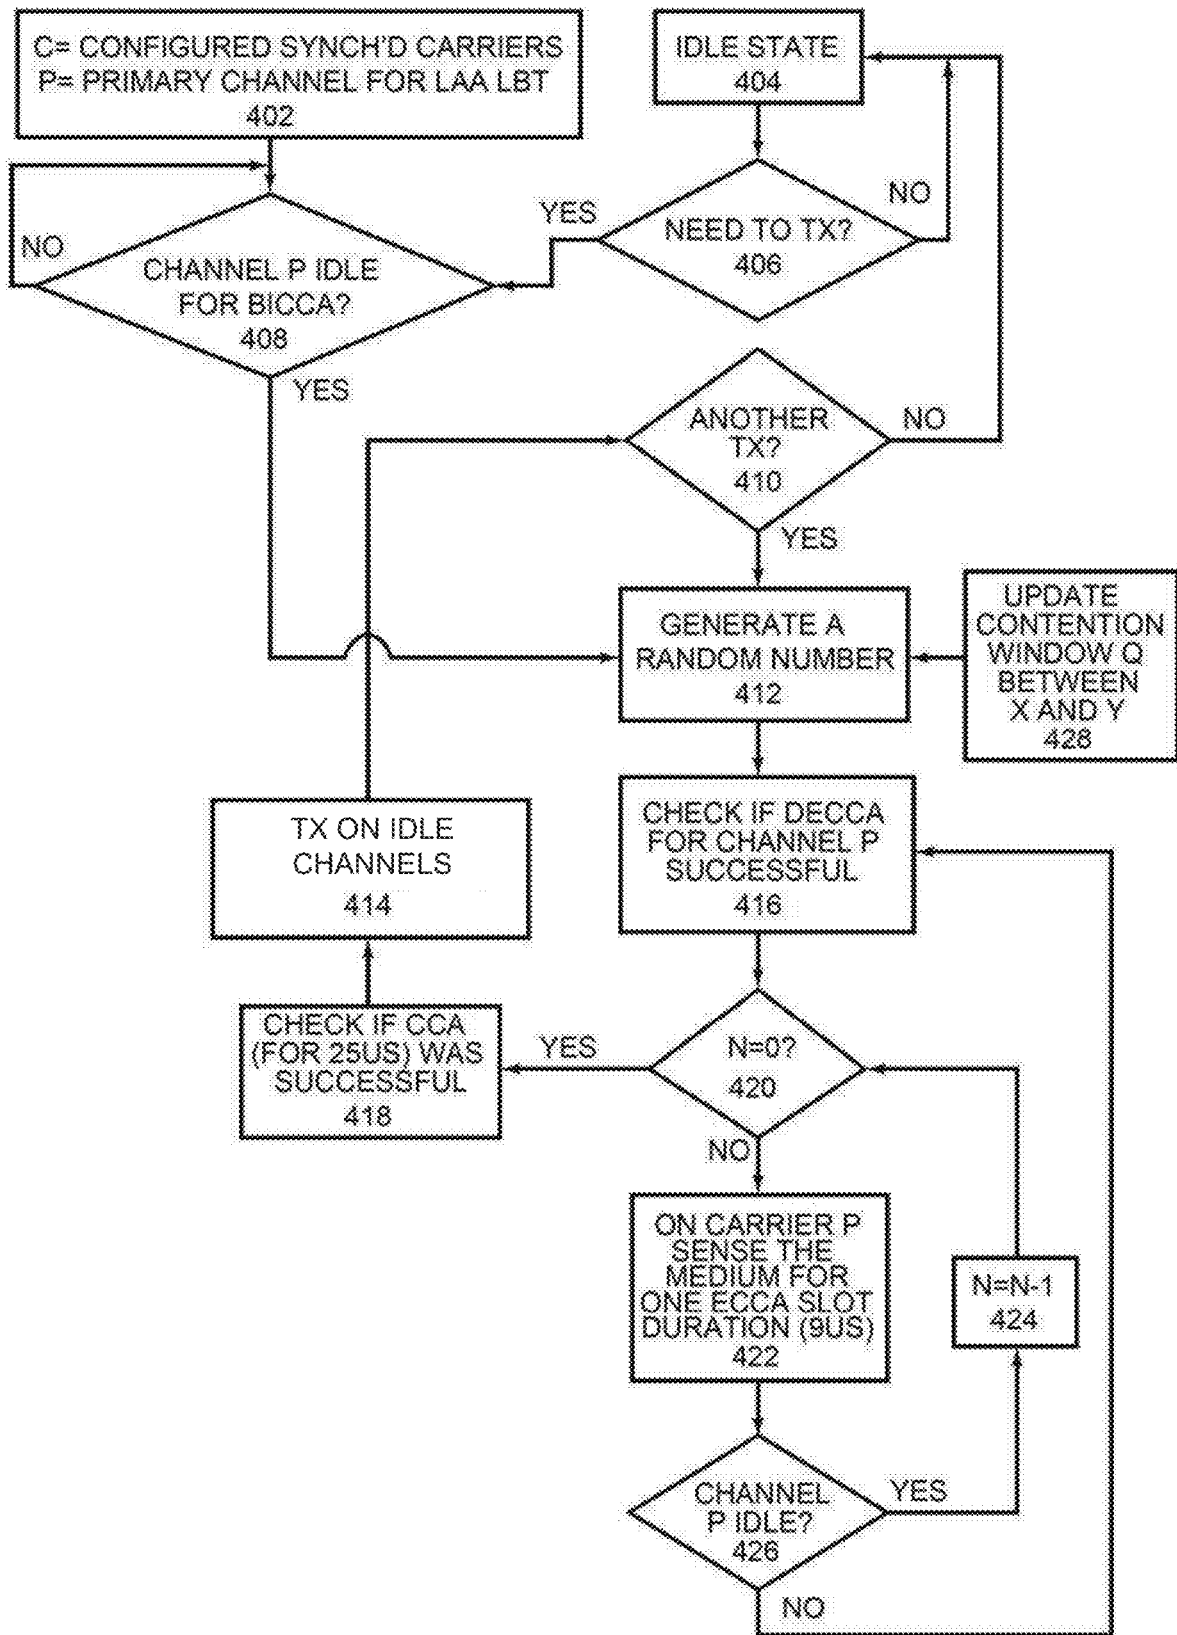 C= CONFIGURED SYNCH'D CARRIERS
P= PRIMARY CHANNEL FOR LAA LBT
402
IDLE STATE
404
NEED TO TX?
406
YES
NO
CHANNEL P IDLE
FOR BICCA?
408
NO
YES
ANOTHER
TX?
410
NO
YES
GENERATE A
RANDOM NUMBER
412
UPDATE
CONTENTION
WINDOW Q
BETWEEN
X AND Y
428
TX ON IDLE
CHANNELS
414
CHECK IF DECCA
FOR CHANNEL P
SUCCESSFUL
416
CHECK IF CCA
(FOR 25US) WAS
SUCCESSFUL
418
YES
N=0?
420
NO
ON CARRIER P
SENSE THE
MEDIUM FOR
ONE ECCA SLOT
DURATION (9US)
422
N=N-1
424
CHANNEL
P IDLE?
426
YES
NO